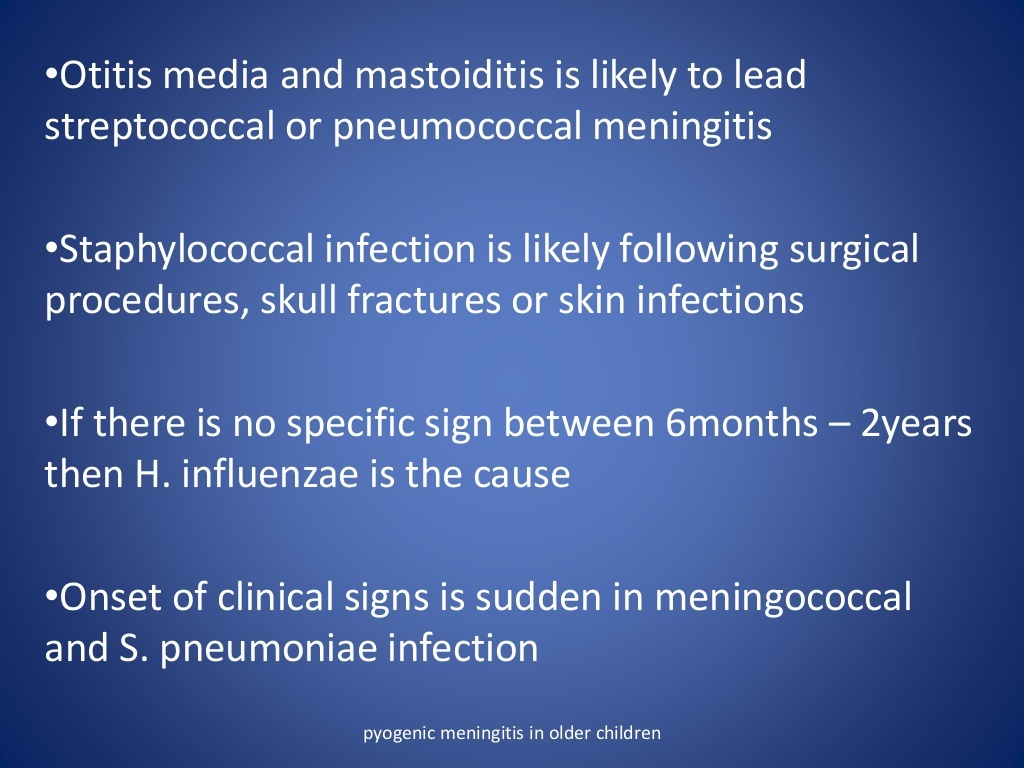 •Otitis media and mastoiditis is likely to lead
streptococcal or pneumococcal meningitis
•Staphylococcal infection is likely following surgical
procedures, skull fractures or skin infections
•If there is no specific sign between 6months – 2years
then H. influenzae is the cause
•Onset of clinical signs is sudden in meningococcal
and S. pneumoniae infection
pyogenic meningitis in older children